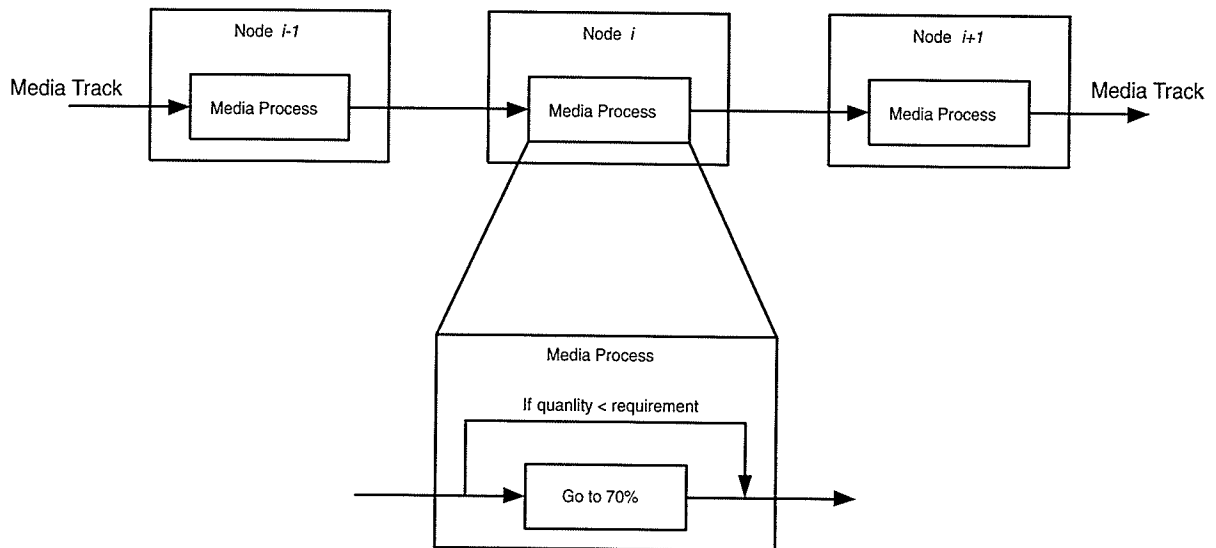 Node i-1
Node i
Node i+1
Media Track
Media Process
Media Process
Media Process
Media Track
Media Process
If quanlity < requirement
Go to 70%